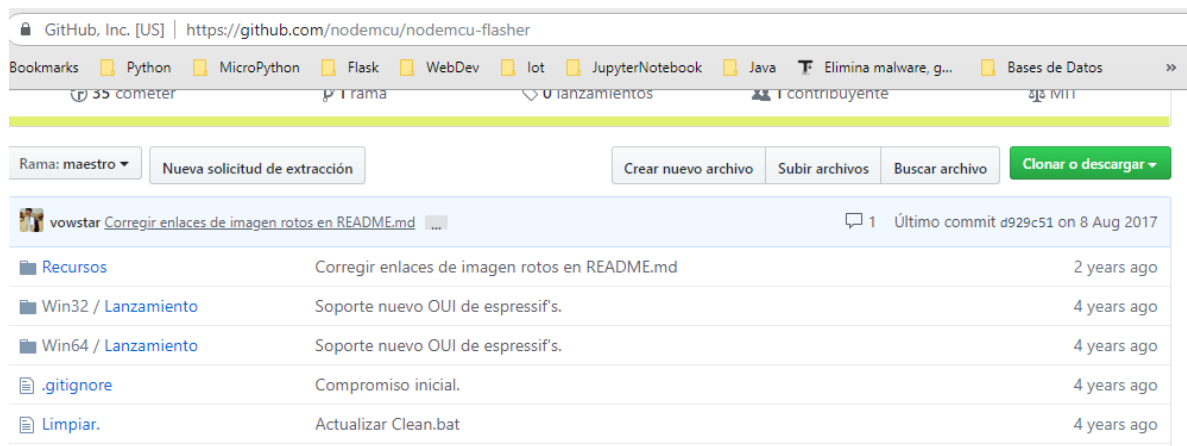 GitHub, Inc. [US] | https://github.com/nodemcu/nodemcu-flasher
Bookmarks Python MicroPython Flask WebDev Iot JupyterNotebook Java Elimina malware, g... Bases de Datos »
35 cometer 1 rama 0 lanzamientos 1 contribuyente MIT
Rama: maestro Nueva solicitud de extracción Crear nuevo archivo Subir archivos Buscar archivo Clonar o descargar
vowstar Corregir enlaces de imagen rotos en README.md ... 1 Último commit d929c51 on 8 Aug 2017
Recursos Corregir enlaces de imagen rotos en README.md 2 years ago
Win32 / Lanzamiento Soporte nuevo OUI de espressif's. 4 years ago
Win64 / Lanzamiento Soporte nuevo OUI de espressif's. 4 years ago
.gitignore Compromiso inicial. 4 years ago
Limpiar. Actualizar Clean.bat 4 years ago